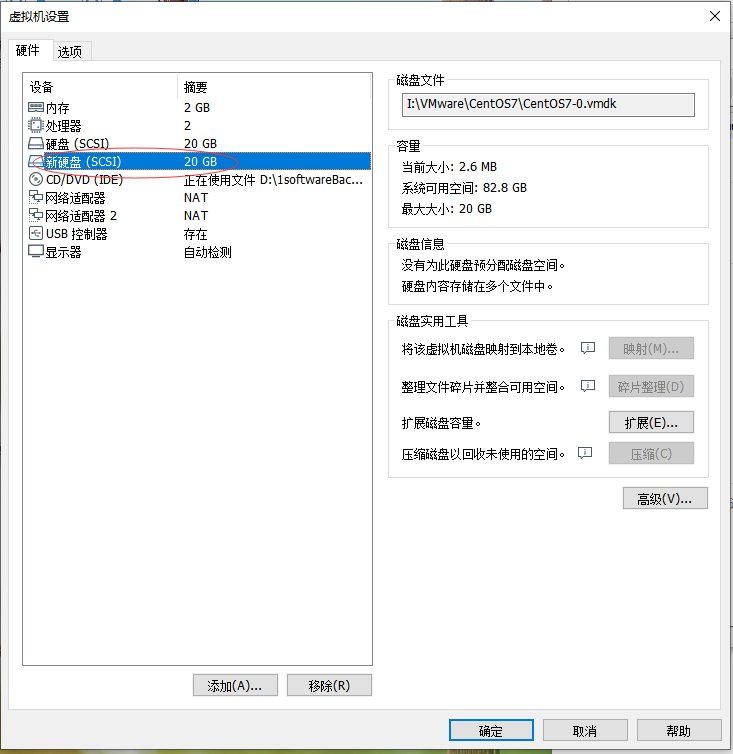 虚拟机设置
硬件 选项
设备 摘要
内存 2 GB
处理器 2
硬盘 (SCSI) 20 GB
新硬盘 (SCSI) 20 GB
CD/DVD (IDE) 正在使用文件 D:\1softwareBac...
网络适配器 NAT
网络适配器 2 NAT
USB 控制器 存在
显示器 自动检测
添加(A)... 移除(R)
磁盘文件
I:\VMware\CentOS7\CentOS7-0.vmdk
容量
当前大小: 2.6 MB
系统可用空间: 82.8 GB
最大大小: 20 GB
磁盘信息
没有为此硬盘预分配磁盘空间。
硬盘内容存储在多个文件中。
磁盘实用工具
将该虚拟机磁盘映射到本地卷。 映射(M)...
整理文件碎片并整合可用空间。 碎片整理(D)
扩展磁盘容量。 扩展(E)...
压缩磁盘以回收未使用的空间。 压缩(C)
高级(V)...
确定 取消 帮助